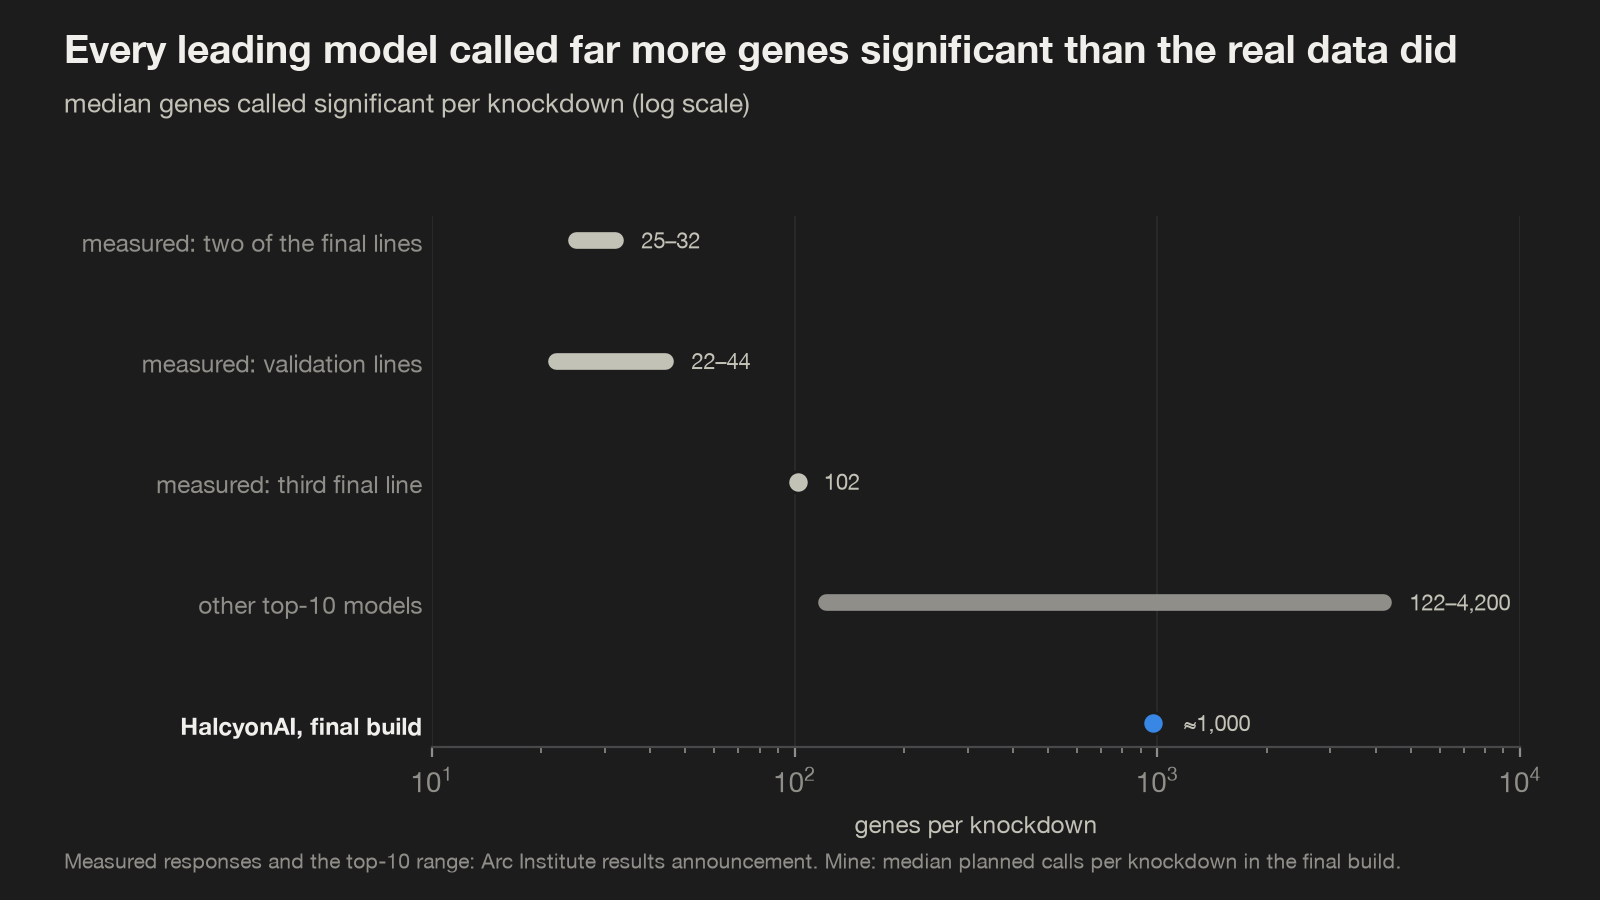 Every leading model called far more genes significant than the real data did
median genes called significant per knockdown (log scale)
measured: two of the final lines
25–32
measured: validation lines
22–44
measured: third final line
102
other top-10 models
122–4,200
HalcyonAI, final build
≈1,000
10¹ 10² 10³ 10⁴
genes per knockdown
Measured responses and the top-10 range: Arc Institute results announcement. Mine: median planned calls per knockdown in the final build.